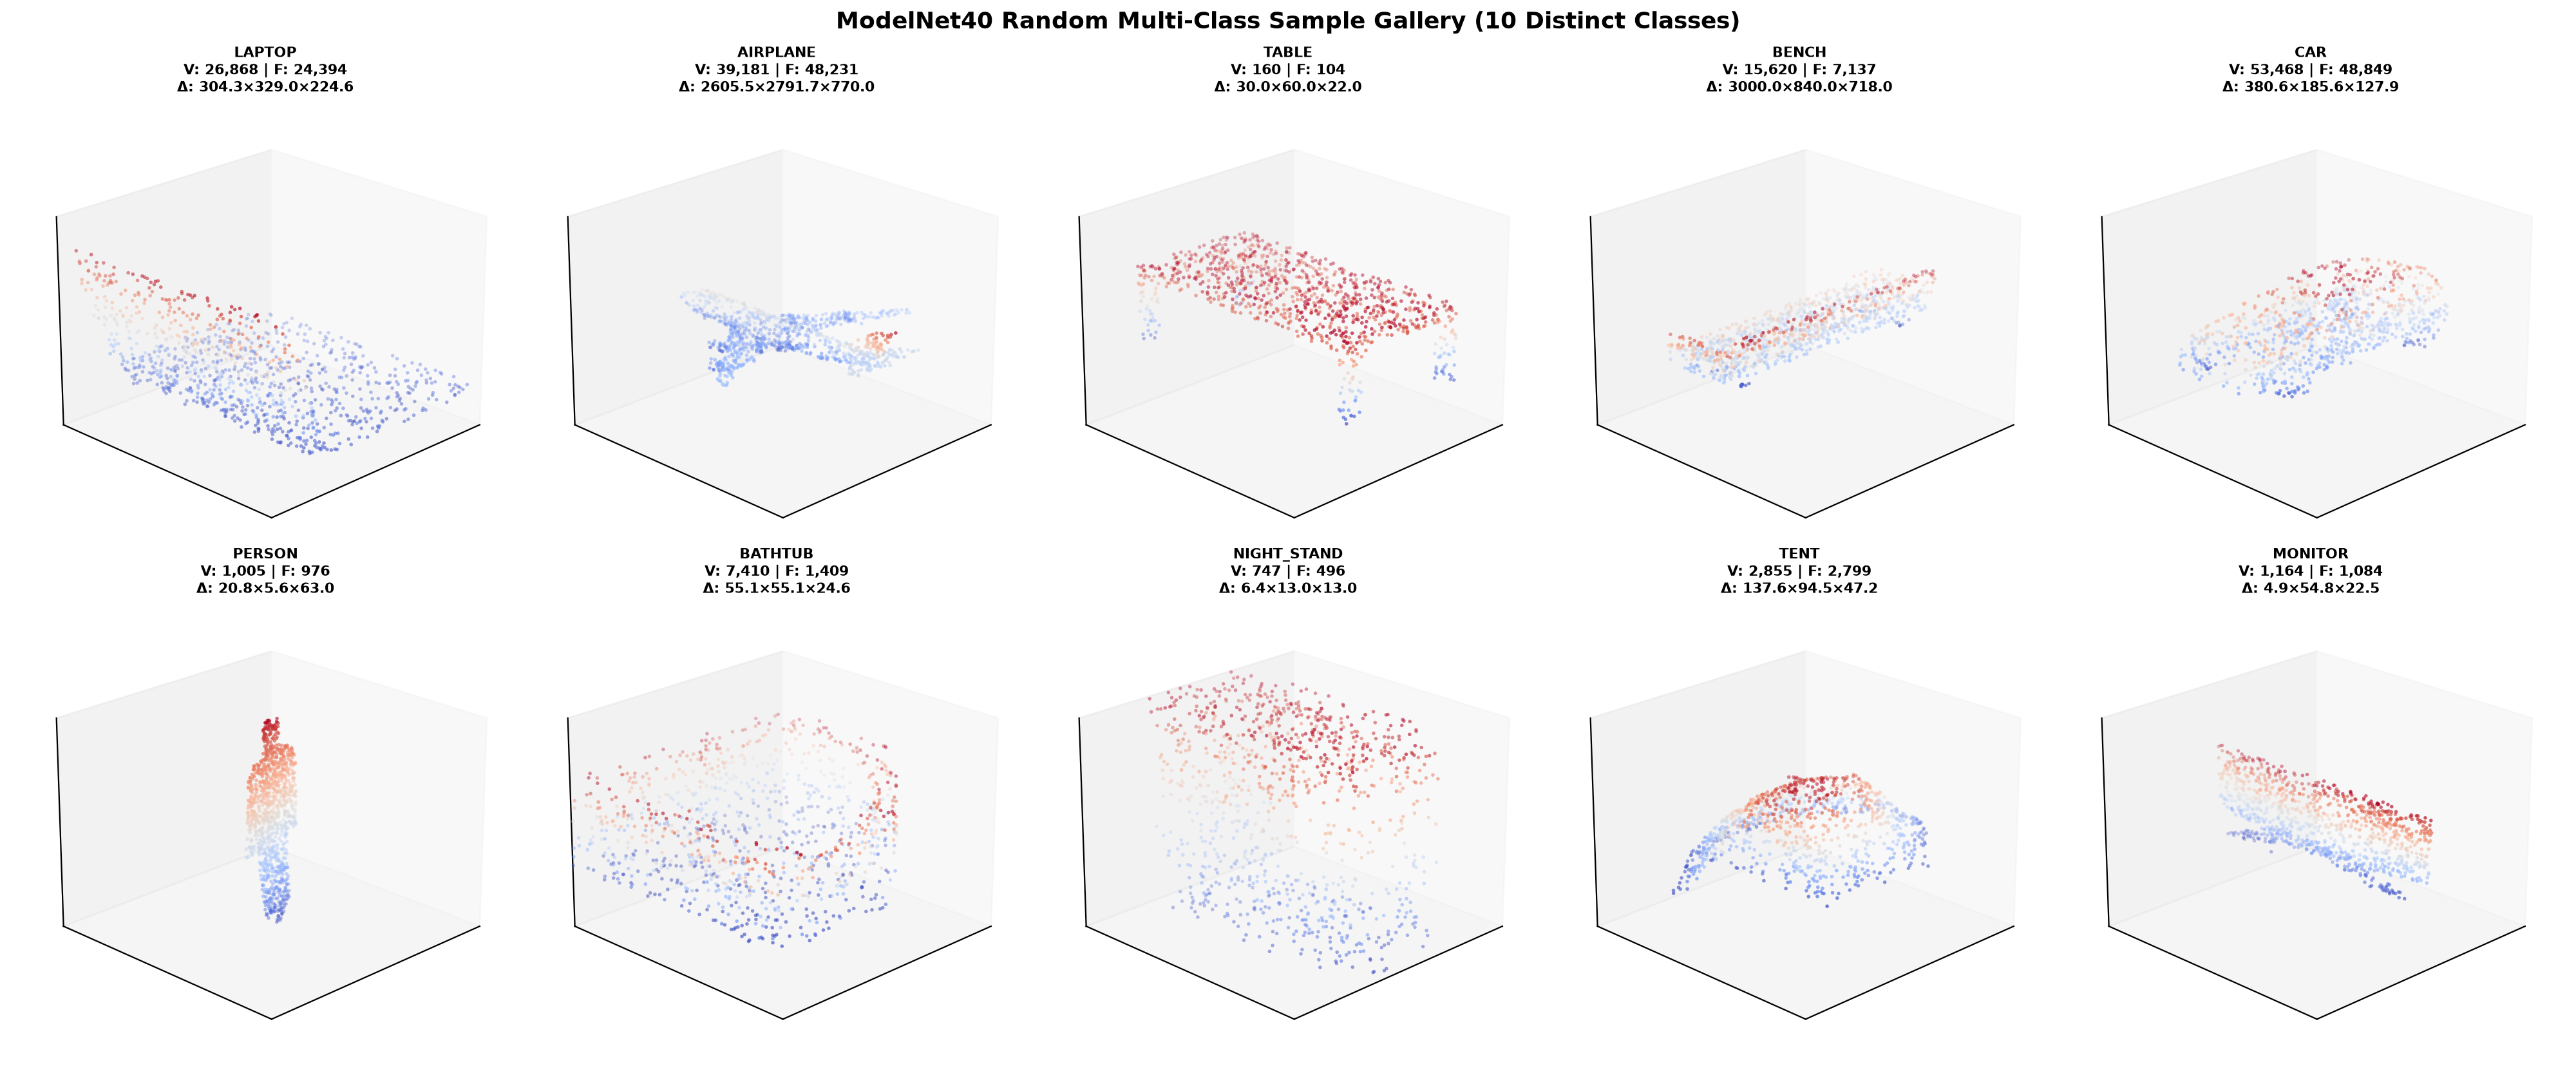 ModelNet40 Random Multi-Class Sample Gallery (10 Distinct Classes)
LAPTOP
V: 26,868 | F: 24,394
Δ: 304.3×329.0×224.6
AIRPLANE
V: 39,181 | F: 48,231
Δ: 2605.5×2791.7×770.0
TABLE
V: 160 | F: 104
Δ: 30.0×60.0×22.0
BENCH
V: 15,620 | F: 7,137
Δ: 3000.0×840.0×718.0
CAR
V: 53,468 | F: 48,849
Δ: 380.6×185.6×127.9
PERSON
V: 1,005 | F: 976
Δ: 20.8×5.6×63.0
BATHTUB
V: 7,410 | F: 1,409
Δ: 55.1×55.1×24.6
NIGHT_STAND
V: 747 | F: 496
Δ: 6.4×13.0×13.0
TENT
V: 2,855 | F: 2,799
Δ: 137.6×94.5×47.2
MONITOR
V: 1,164 | F: 1,084
Δ: 4.9×54.8×22.5